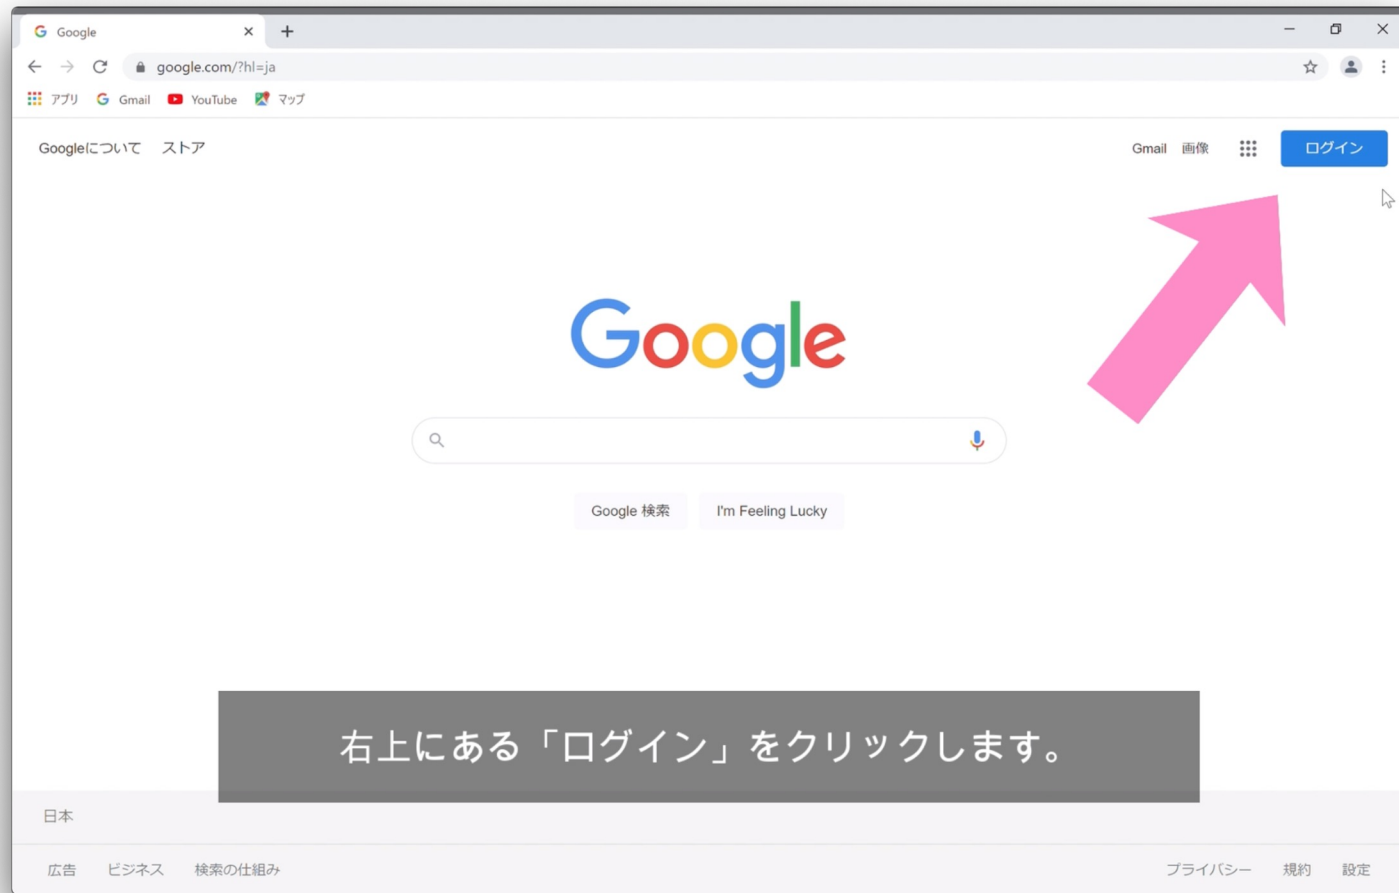 Google
google.com/?hl=ja
アプリ Gmail YouTube マップ
Googleについて ストア Gmail 画像 ログイン
Google
Google 検索 I'm Feeling Lucky
右上にある「ログイン」をクリックします。
日本
広告 ビジネス 検索の仕組み プライバシー 規約 設定